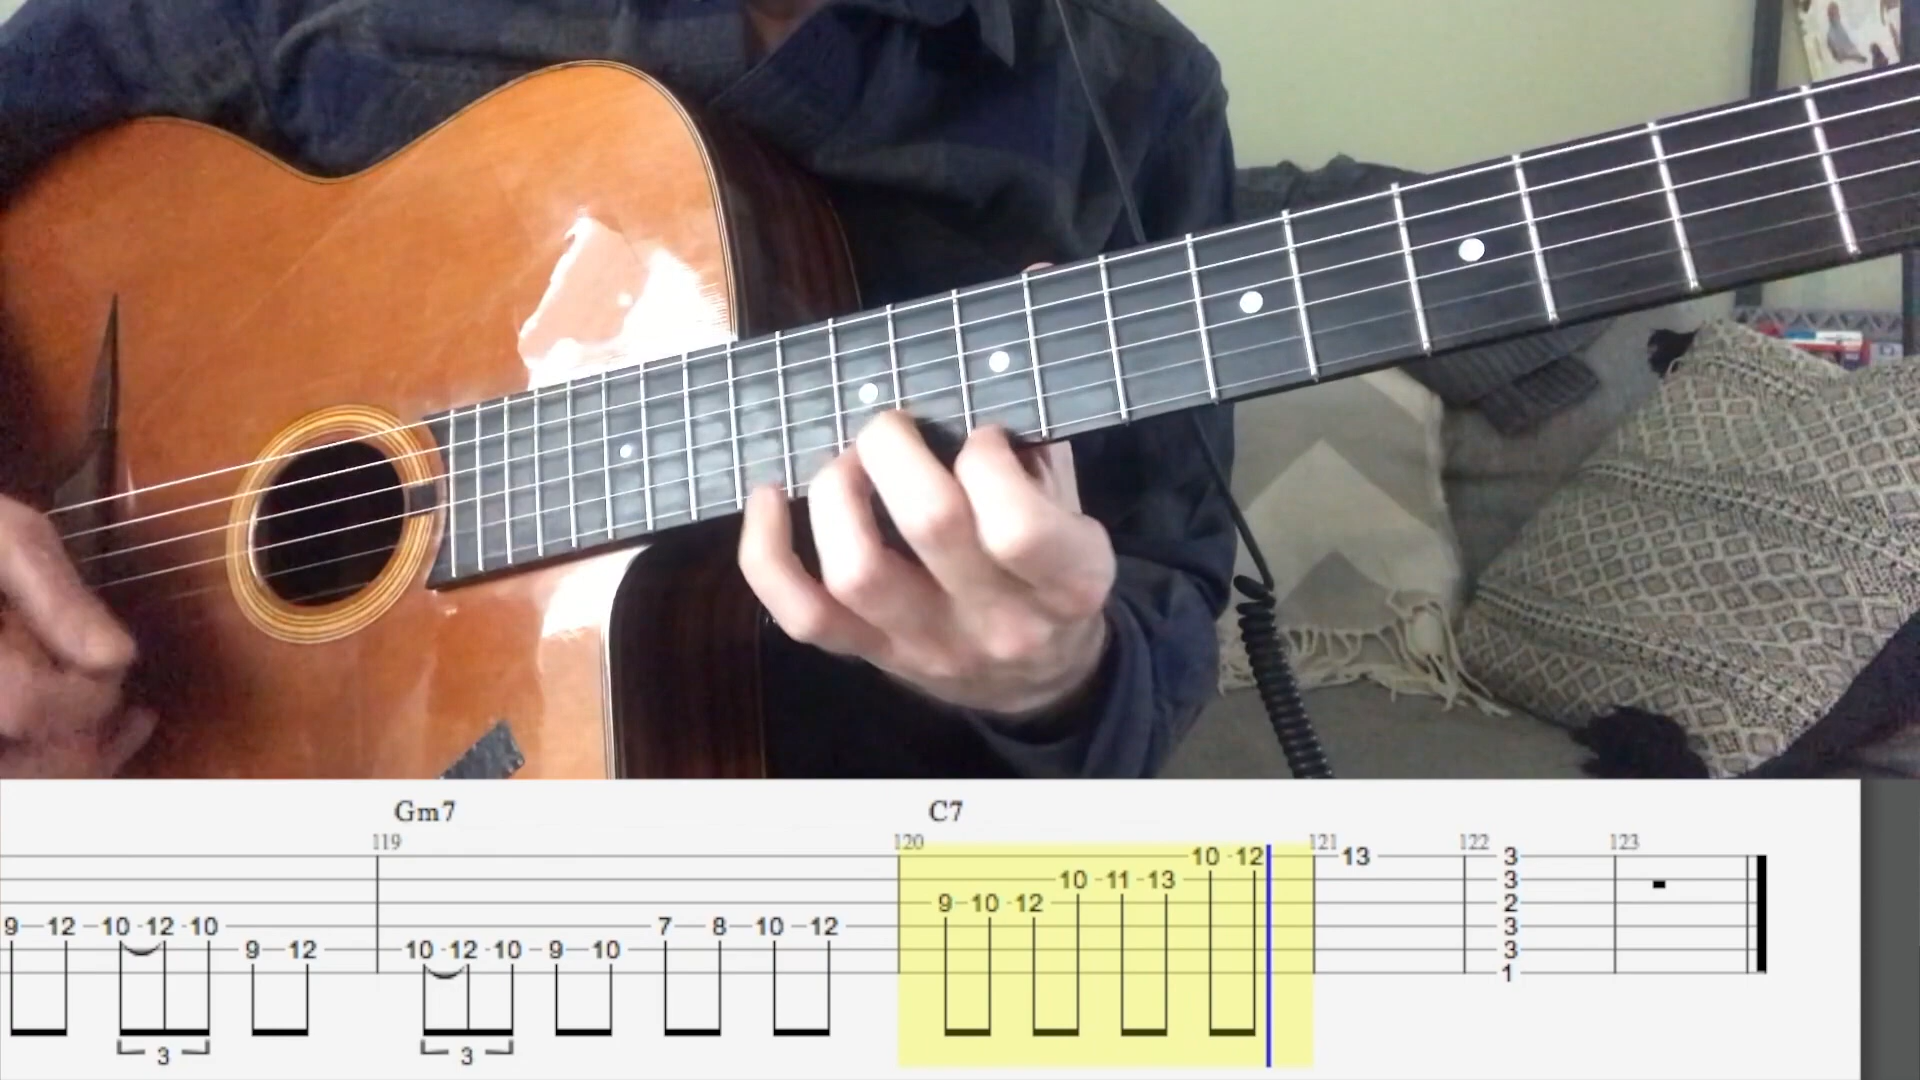 Gm7 C7
119 120 121 122 123
10 12 13 3
10 11 13 3
9 10 12 2
9 12 10 12 10 7 8 10 12 3
9 12 10 12 10 9 10 3
1
3 3